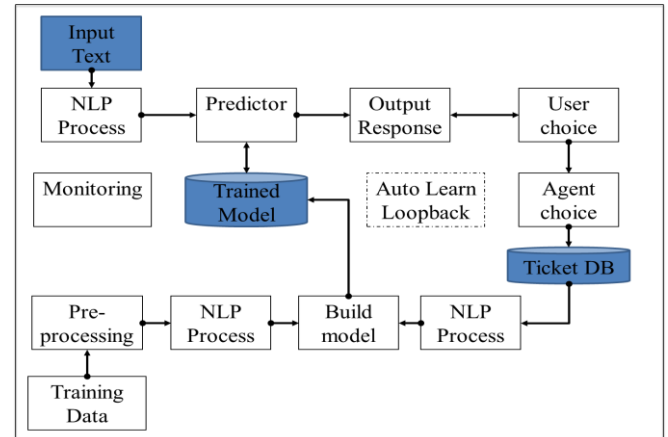 Input
Text
NLP
Process
Predictor
Output
Response
User
choice
Monitoring
Trained
Model
Auto Learn
Loopback
Agent
choice
Ticket DB
Pre-
processing
NLP
Process
Build
model
NLP
Process
Training
Data